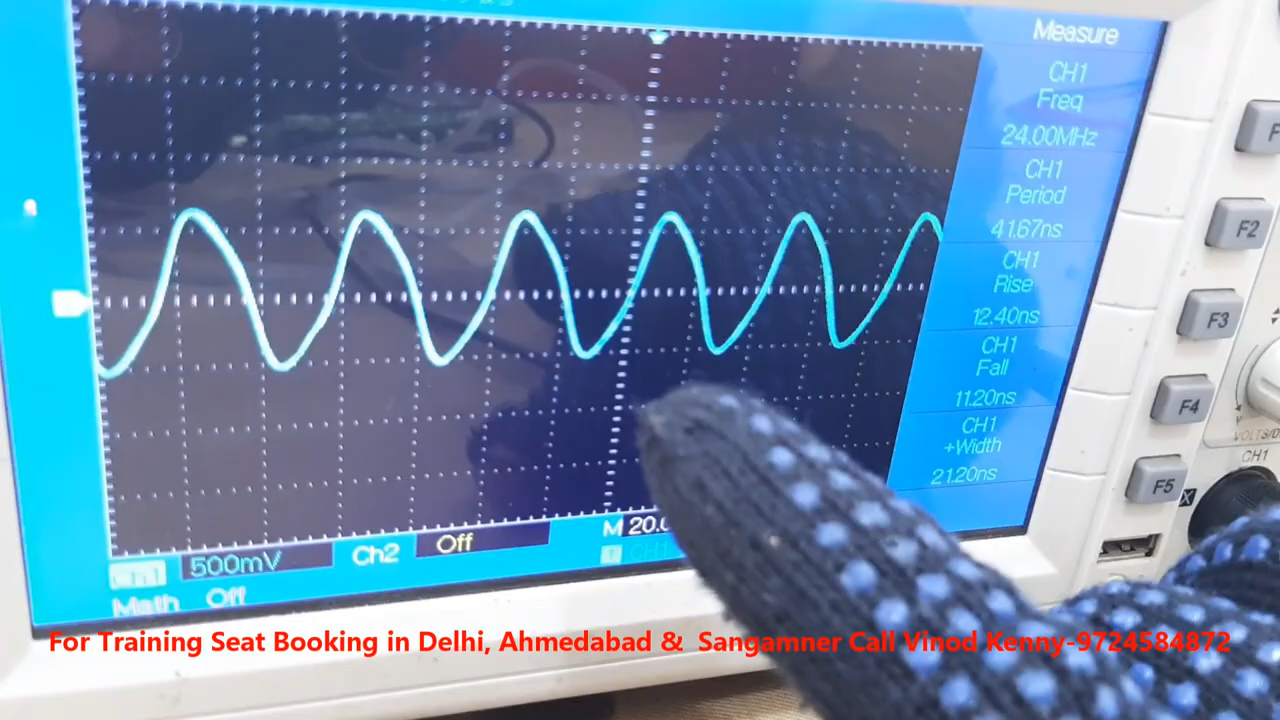 Measure
CH1
Freq
24.00MHz
CH1
Period
41.67ns
CH1
Rise
12.40ns
CH1
Fall
11.20ns
CH1
+Width
21.20ns
F2
F3
F4
F5
CH1
X
Ch1 500mV Ch2 Off M 20.0
CH1
Math Off
For Training Seat Booking in Delhi, Ahmedabad & Sangamner Call Vinod Kenny-9724584872